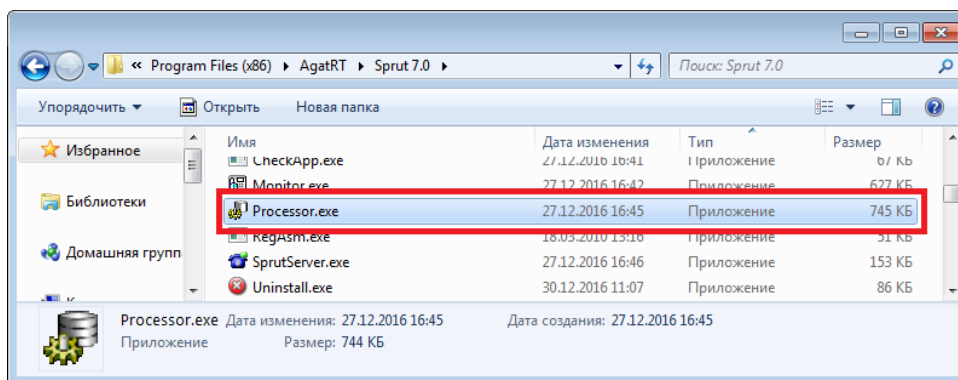 « Program Files (x86) ▸ AgatRT ▸ Sprut 7.0 ▸ Поиск: Sprut 7.0
Упорядочить ▼ Открыть Новая папка
Имя Дата изменения Тип Размер
Избранное
CheckApp.exe 27.12.2016 16:41 Приложение 67 КБ
Monitor.exe 27.12.2016 16:42 Приложение 627 КБ
Библиотеки
Processor.exe 27.12.2016 16:45 Приложение 745 КБ
RegAsm.exe 18.03.2010 13:16 Приложение 51 КБ
Домашняя групп
SprutServer.exe 27.12.2016 16:46 Приложение 153 КБ
Uninstall.exe 30.12.2016 11:07 Приложение 86 КБ
Processor.exe Дата изменения: 27.12.2016 16:45 Дата создания: 27.12.2016 16:45
Приложение Размер: 744 КБ